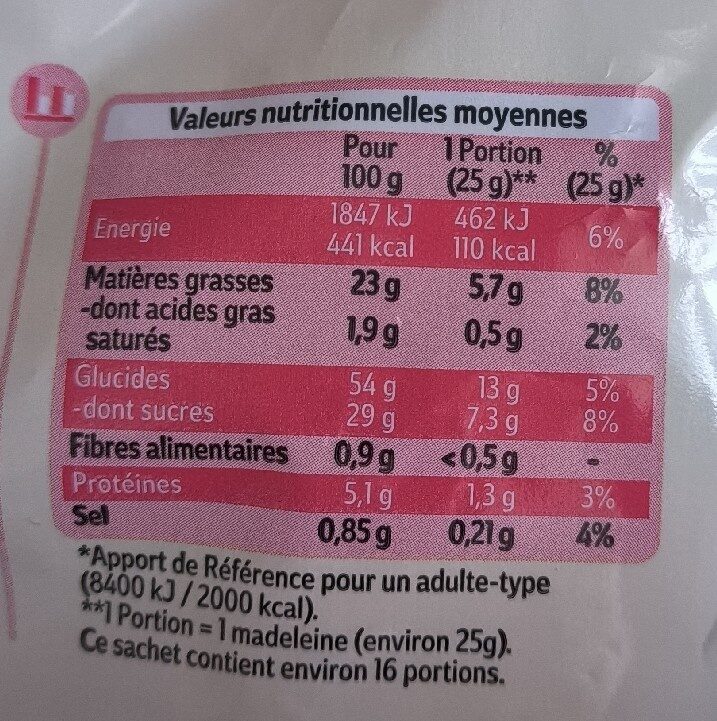 Valeurs nutritionnelles moyennes
Pour 1 Portion %
100 g (25 g)** (25 g)*
Energie 1847 kJ 462 kJ 6%
441 kcal 110 kcal
Matières grasses 23 g 5,7 g 8%
-dont acides gras
saturés 1,9 g 0,5 g 2%
Glucides 54 g 13 g 5%
-dont sucres 29 g 7,3 g 8%
Fibres alimentaires 0,9 g <0,5 g -
Protéines 5,1 g 1,3 g 3%
Sel 0,85 g 0,21 g 4%
*Apport de Référence pour un adulte-type
(8400 kJ / 2000 kcal).
**1 Portion = 1 madeleine (environ 25g).
Ce sachet contient environ 16 portions.